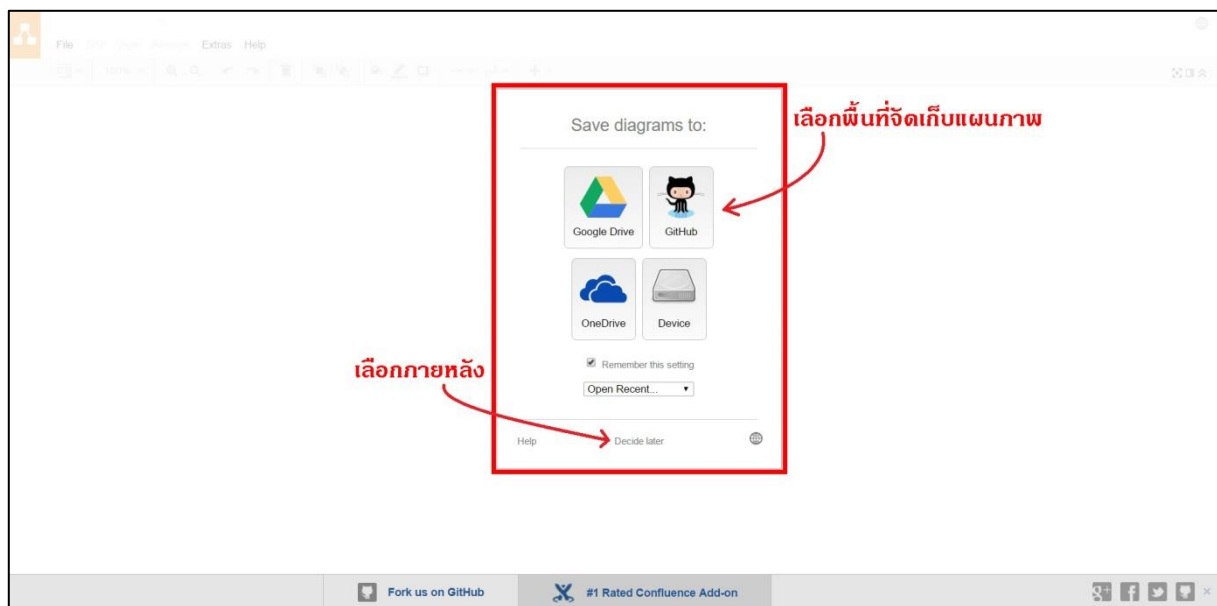 File Extras Help
เลือกพื้นที่จัดเก็บแผนภาพ
Save diagrams to:
Google Drive GitHub
OneDrive Device
Remember this setting
เลือกภายหลัง
Open Recent...
Help Decide later
Fork us on GitHub #1 Rated Confluence Add-on